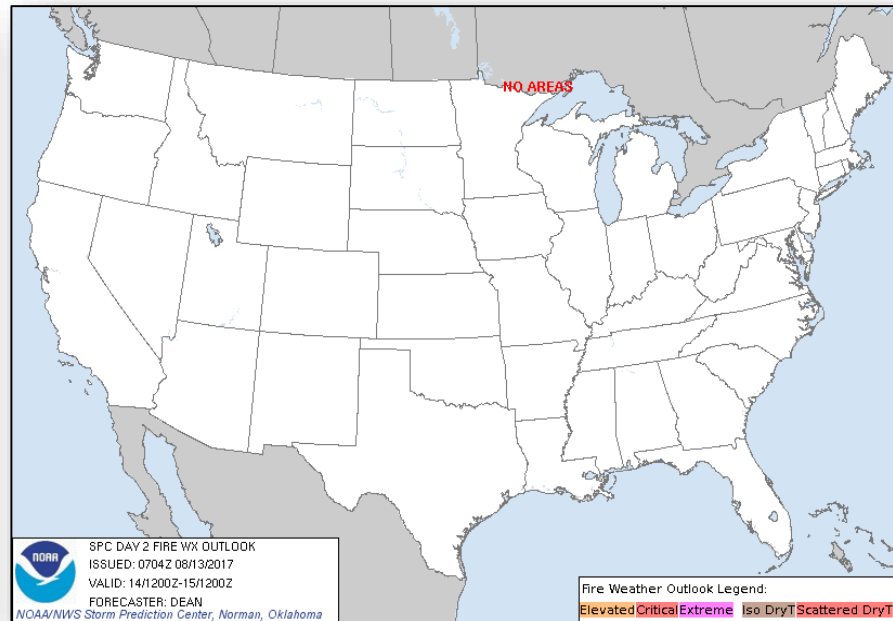 NO AREAS
NOAA
SPC DAY 2 FIRE WX OUTLOOK
ISSUED: 0704Z 08/13/2017
VALID: 14/1200Z-15/1200Z
FORECASTER: DEAN
NOAA/NWS Storm Prediction Center, Norman, Oklahoma
Fire Weather Outlook Legend:
Elevated Critical Extreme Iso DryT Scattered DryT